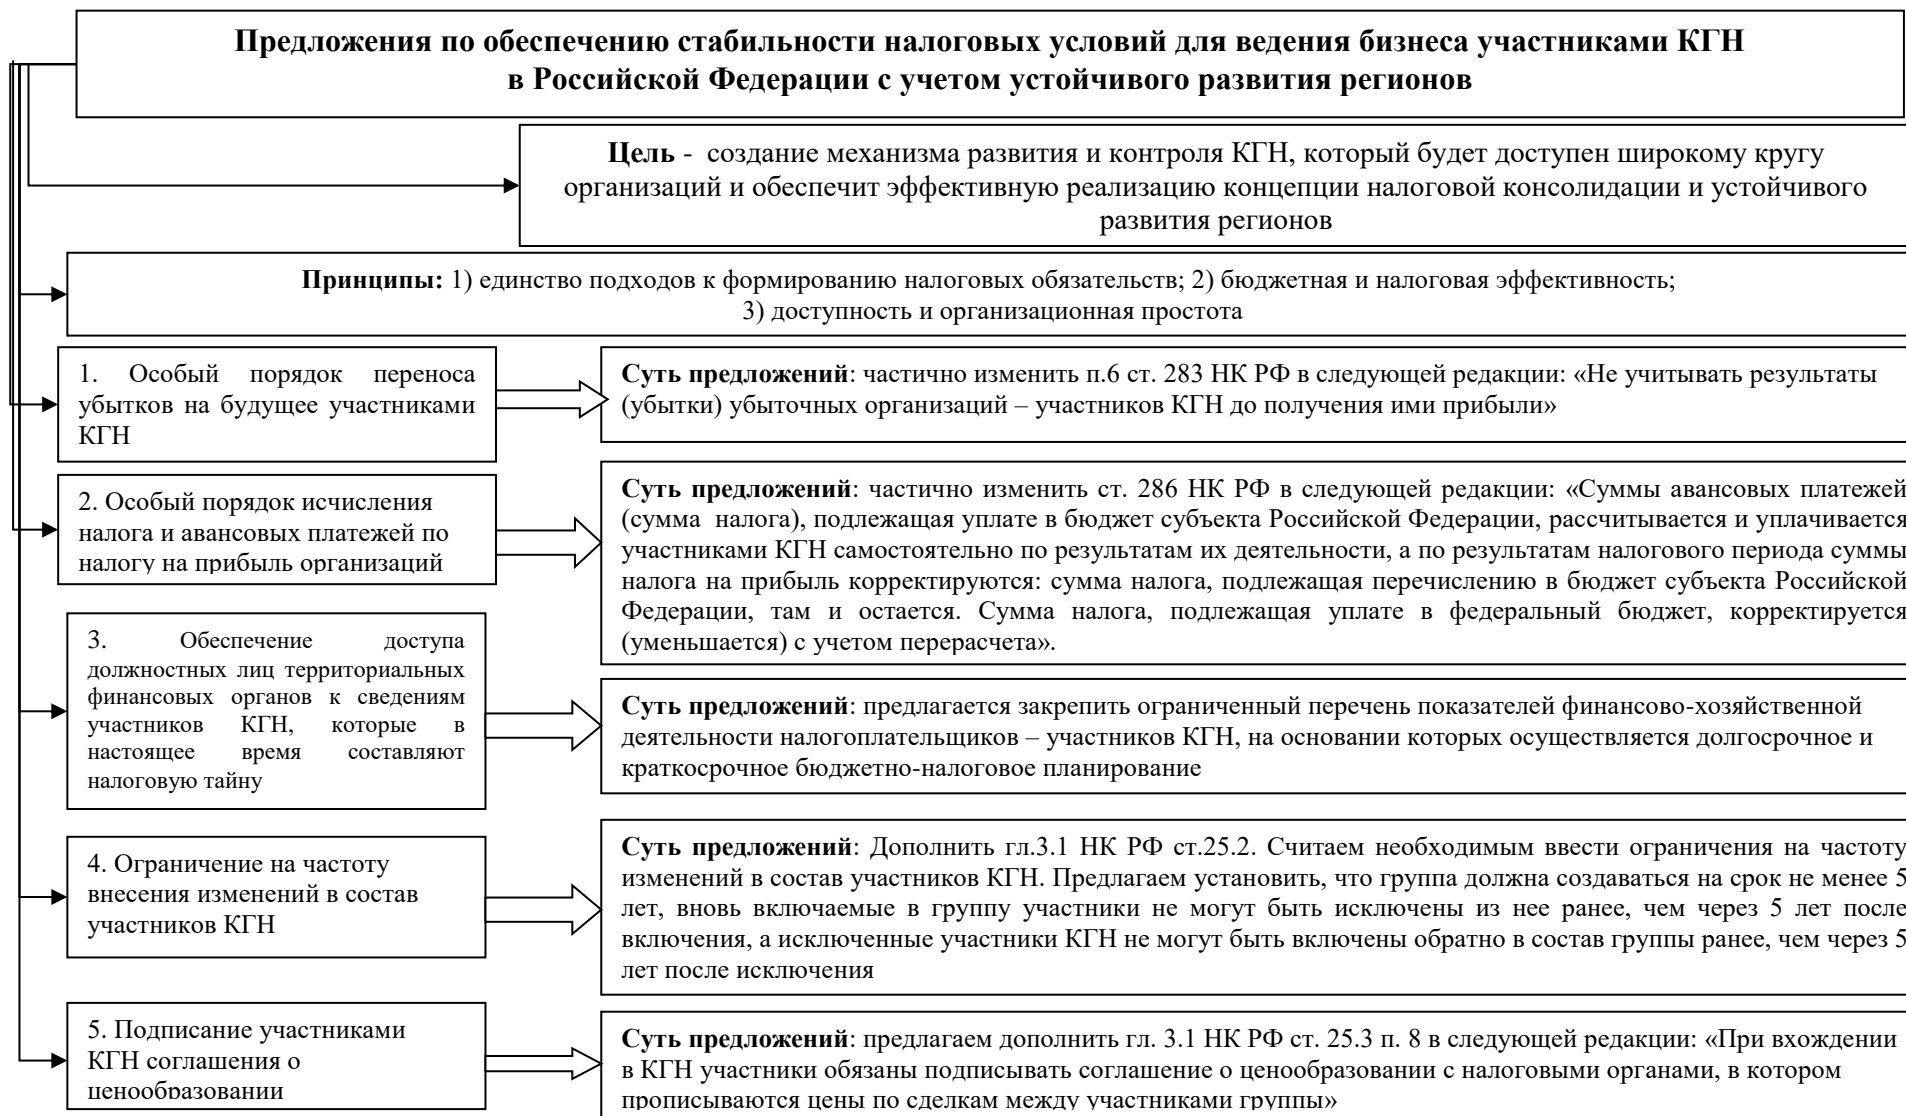 Предложения по обеспечению стабильности налоговых условий для ведения бизнеса участниками КГН
в Российской Федерации с учетом устойчивого развития регионов
Цель - создание механизма развития и контроля КГН, который будет доступен широкому кругу
организаций и обеспечит эффективную реализацию концепции налоговой консолидации и устойчивого
развития регионов
Принципы: 1) единство подходов к формированию налоговых обязательств; 2) бюджетная и налоговая эффективность;
3) доступность и организационная простота
1. Особый порядок переноса
убытков на будущее участниками
КГН
Суть предложений: частично изменить п.6 ст. 283 НК РФ в следующей редакции: «Не учитывать результаты
(убытки) убыточных организаций – участников КГН до получения ими прибыли»
2. Особый порядок исчисления
налога и авансовых платежей по
налогу на прибыль организаций
Суть предложений: частично изменить ст. 286 НК РФ в следующей редакции: «Суммы авансовых платежей
(сумма налога), подлежащая уплате в бюджет субъекта Российской Федерации, рассчитывается и уплачивается
участниками КГН самостоятельно по результатам их деятельности, а по результатам налогового периода суммы
налога на прибыль корректируются: сумма налога, подлежащая перечислению в бюджет субъекта Российской
Федерации, там и остается. Сумма налога, подлежащая уплате в федеральный бюджет, корректируется
(уменьшается) с учетом перерасчета».
3. Обеспечение доступа
должностных лиц территориальных
финансовых органов к сведениям
участников КГН, которые в
настоящее время составляют
налоговую тайну
Суть предложений: предлагается закрепить ограниченный перечень показателей финансово-хозяйственной
деятельности налогоплательщиков – участников КГН, на основании которых осуществляется долгосрочное и
краткосрочное бюджетно-налоговое планирование
4. Ограничение на частоту
внесения изменений в состав
участников КГН
Суть предложений: Дополнить гл.3.1 НК РФ ст.25.2. Считаем необходимым ввести ограничения на частоту
изменений в состав участников КГН. Предлагаем установить, что группа должна создаваться на срок не менее 5
лет, вновь включаемые в группу участники не могут быть исключены из нее ранее, чем через 5 лет после
включения, а исключенные участники КГН не могут быть включены обратно в состав группы ранее, чем через 5
лет после исключения
5. Подписание участниками
КГН соглашения о
ценообразовании
Суть предложений: предлагаем дополнить гл. 3.1 НК РФ ст. 25.3 п. 8 в следующей редакции: «При вхождении
в КГН участники обязаны подписывать соглашение о ценообразовании с налоговыми органами, в котором
прописываются цены по сделкам между участниками группы»